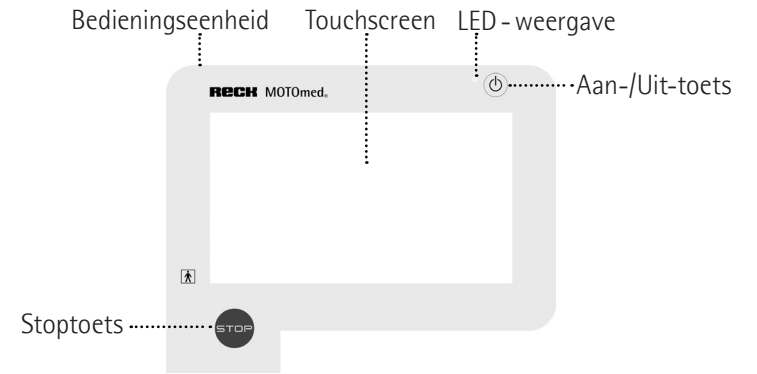 Bedieningseenheid Touchscreen LED - weergave
Aan-/Uit-toets
RECK MOTOmed®
Stoptoets
STOP